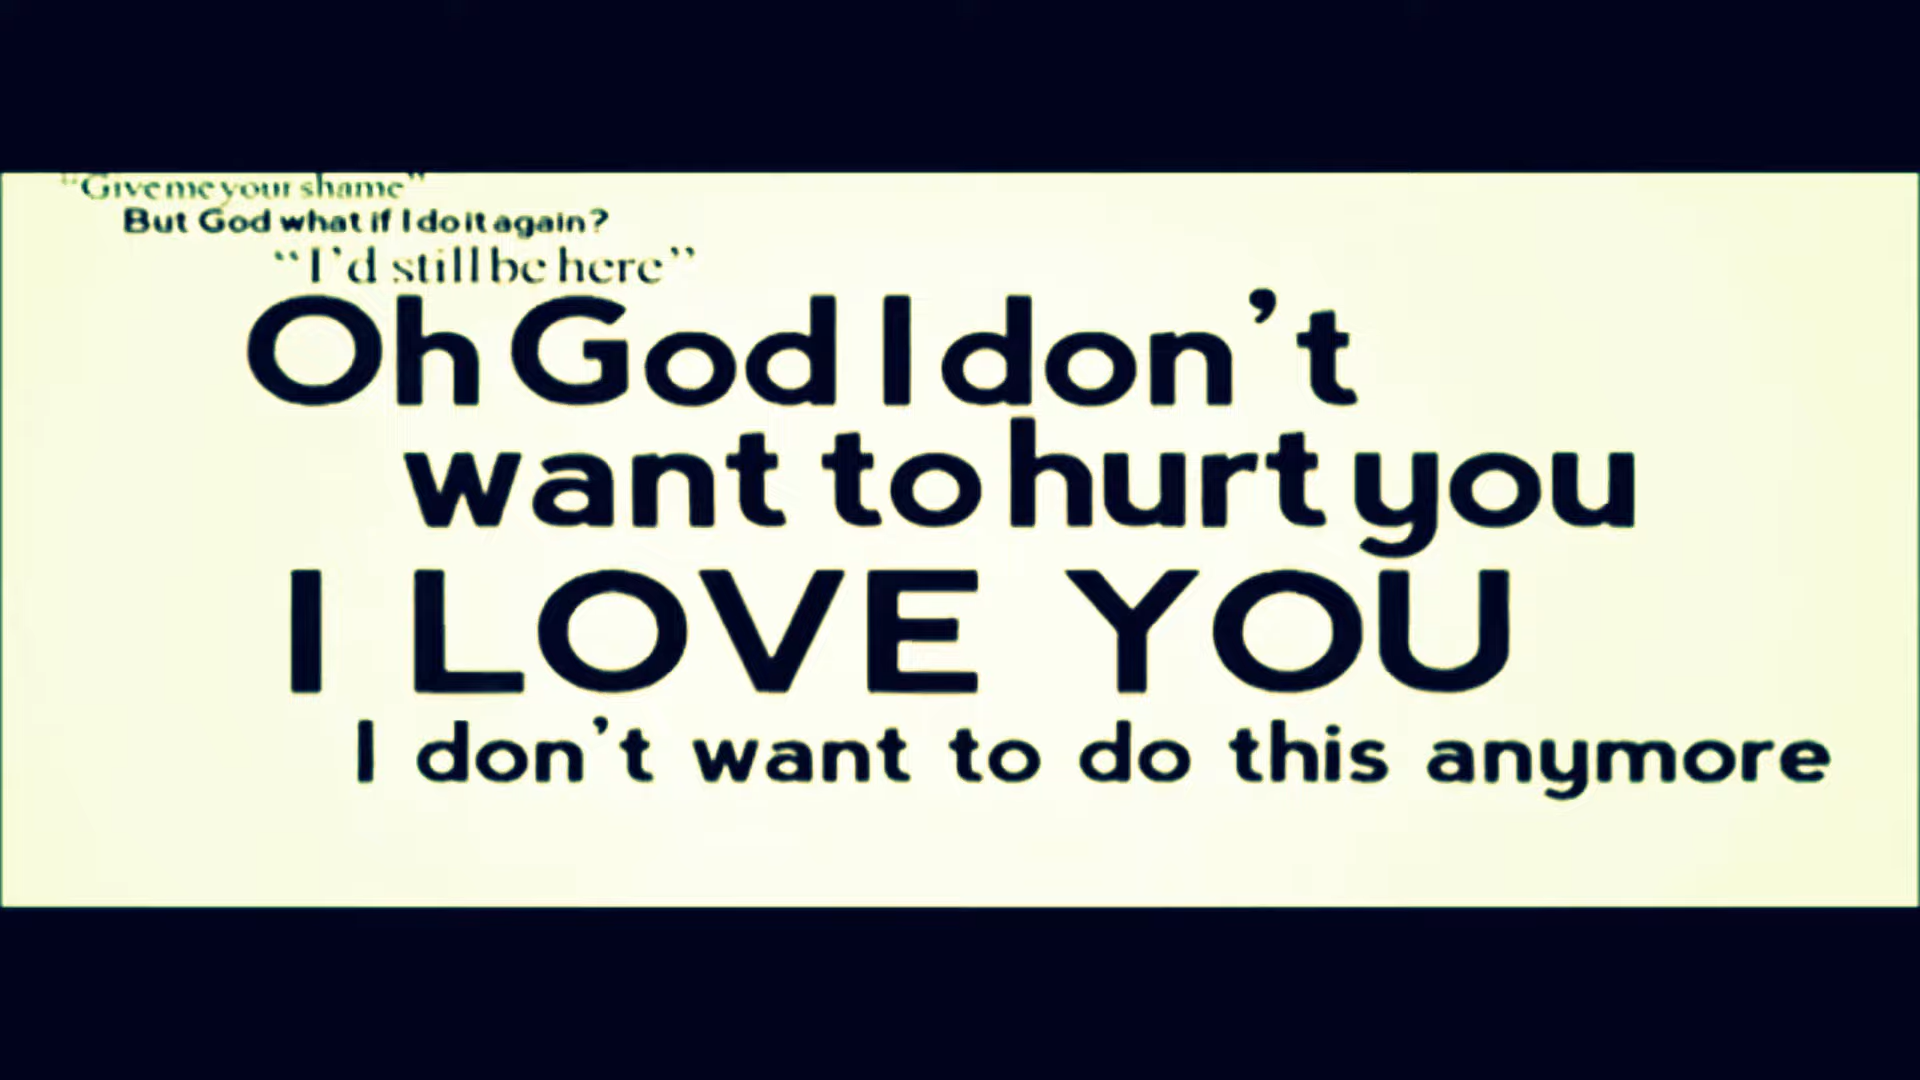 "Give me your shame"
But God what if I do it again?
"I'd still be here"
Oh God I don't
want to hurt you
I LOVE YOU
I don't want to do this anymore